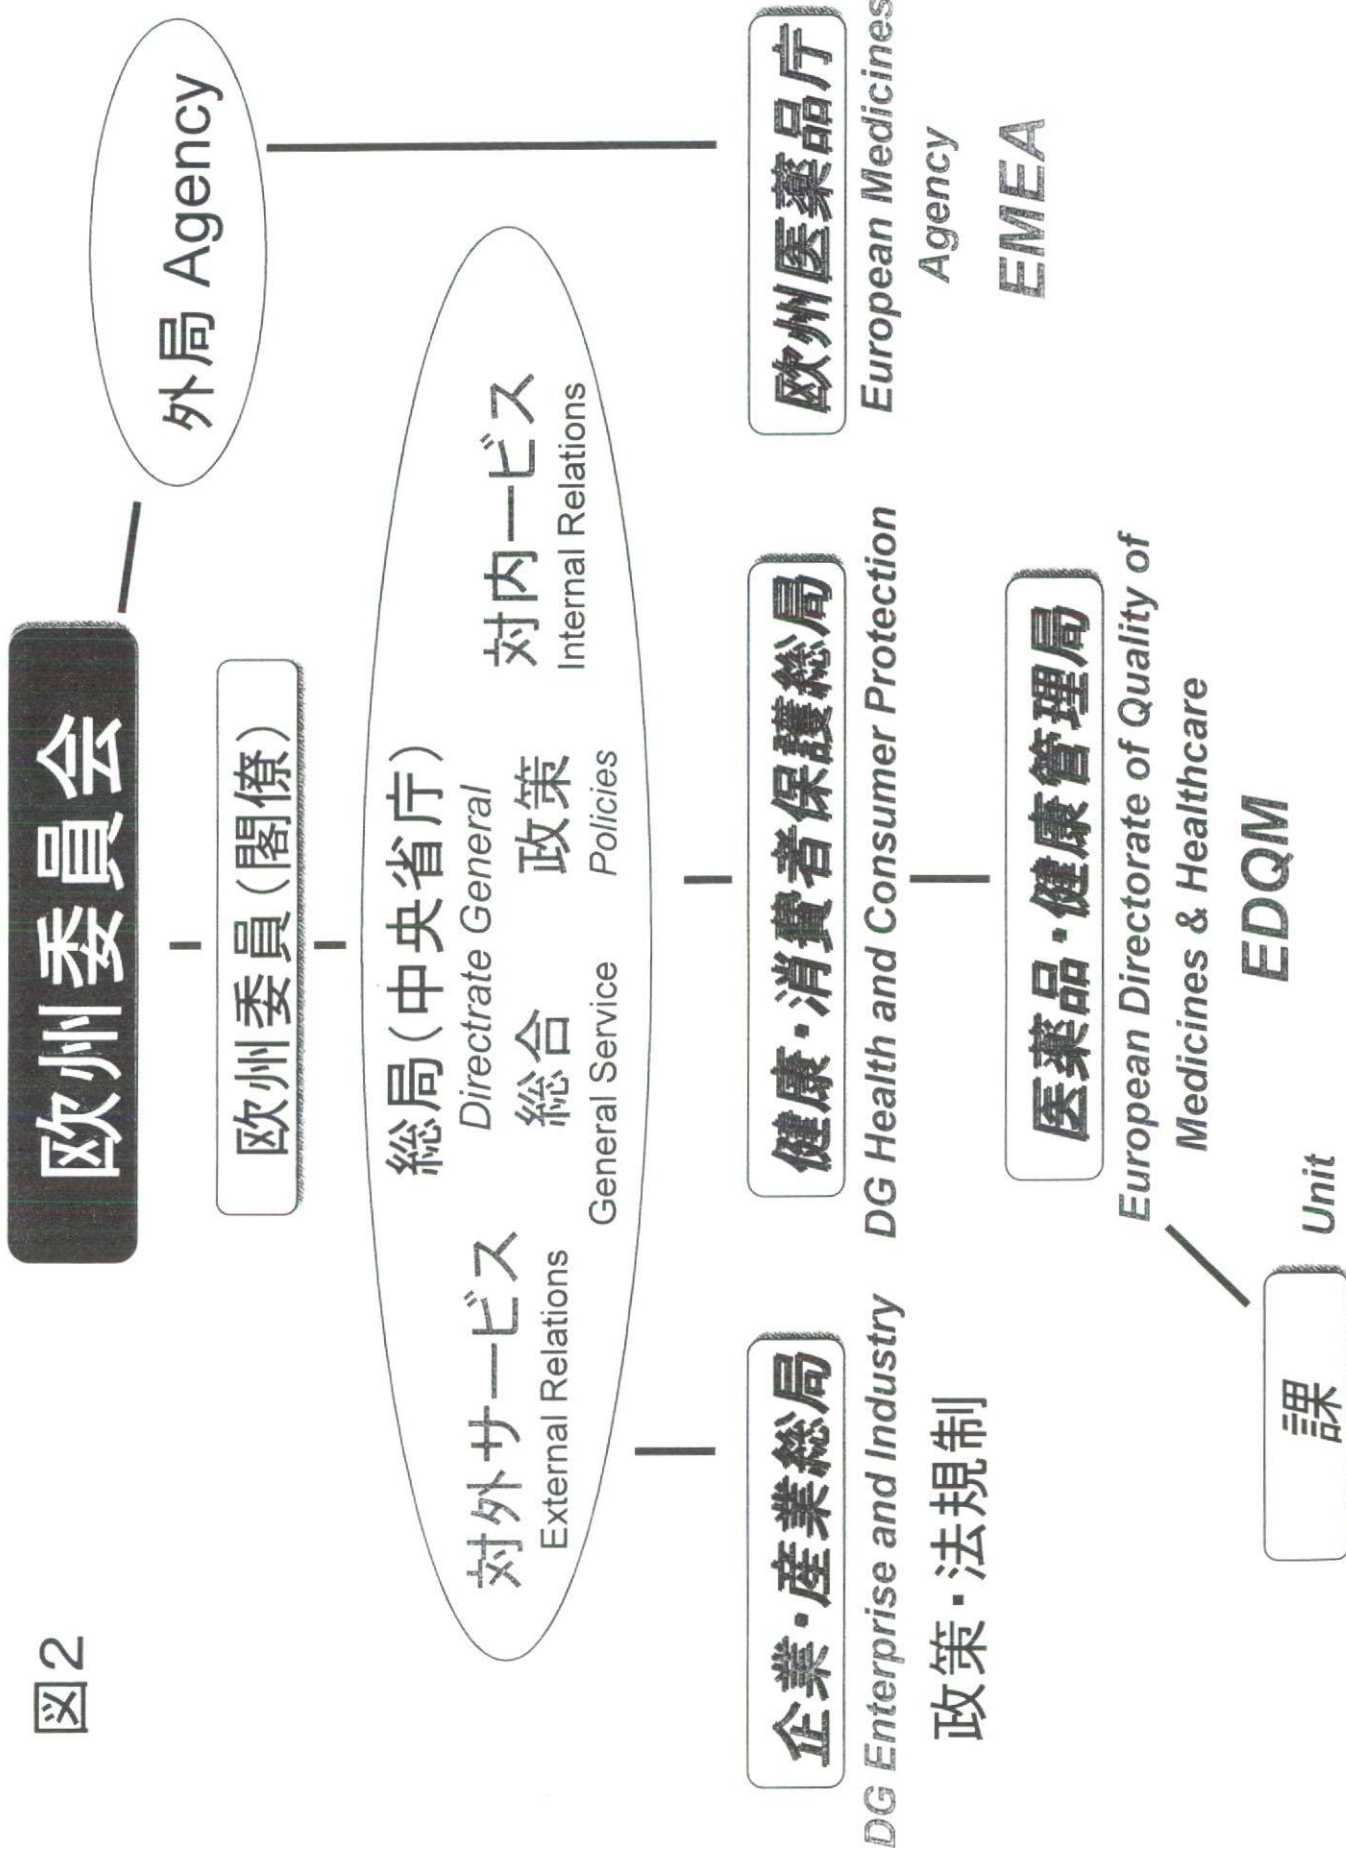 図2
欧州委員会
外局 Agency
欧州委員(閣僚)
総局(中央省庁)
Directrate General
対外サービス
External Relations
総合
General Service
政策
Policies
対内ービス
Internal Relations
企業・産業総局
DG Enterprise and Industry
政策・法規制
健康・消費者保護総局
DG Health and Consumer Protection
欧州医薬品庁
European Medicines
Agency
EMEA
医薬品・健康管理局
European Directorate of Quality of
Medicines & Healthcare
EDQM
課
Unit